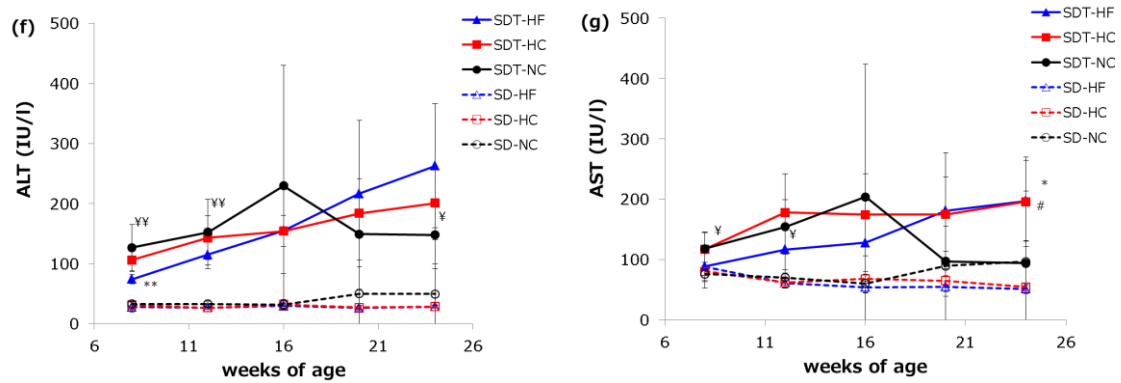 (f)
500
400
300
200
100
0
ALT (IU/l)
6 11 16 21 26
weeks of age
SDT-HF
SDT-HC
SDT-NC
SD-HF
SD-HC
SD-NC
¥¥
¥¥
¥
**
(g)
500
400
300
200
100
0
AST (IU/l)
6 11 16 21 26
weeks of age
SDT-HF
SDT-HC
SDT-NC
SD-HF
SD-HC
SD-NC
*
#
¥
¥